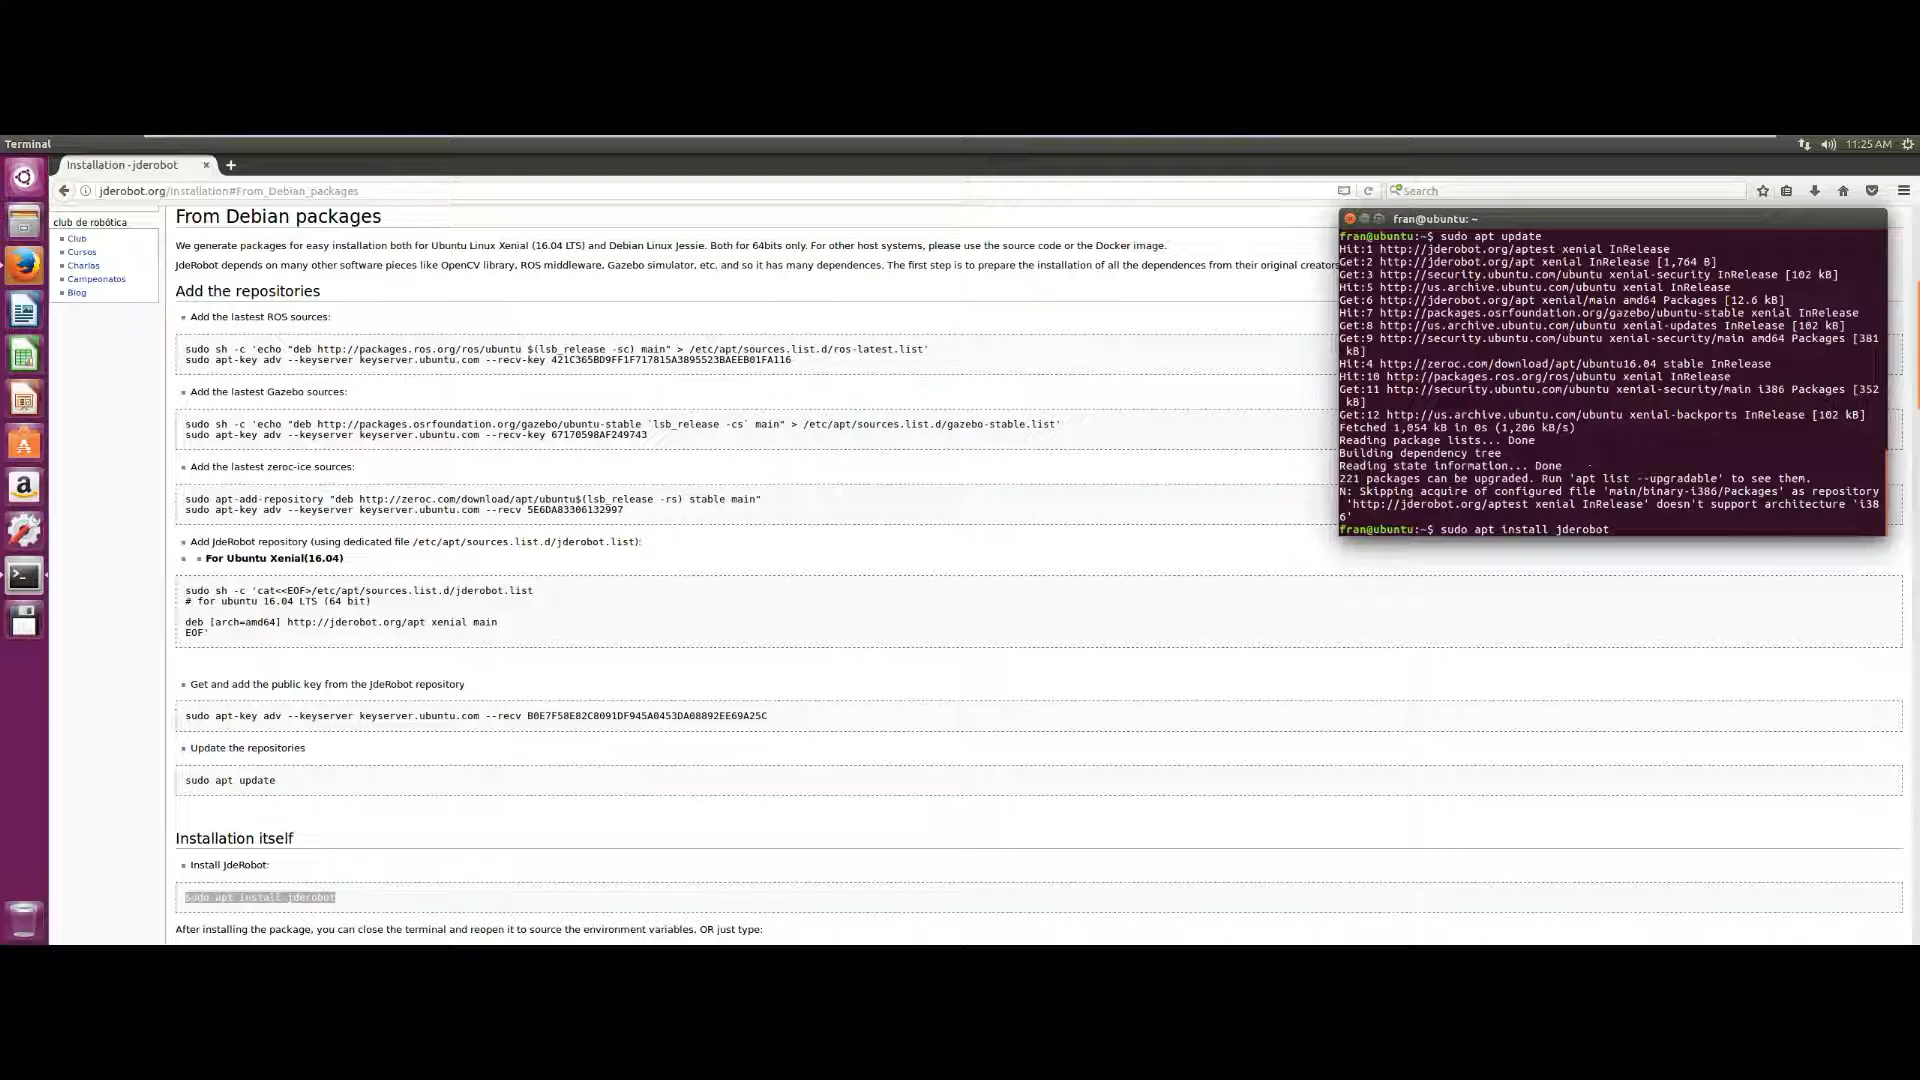 Terminal
11:25 AM
Installation - jderobot
jderobot.org/Installation#From_Debian_packages
Search
club de robótica
Club
Cursos
Charlas
Campeonatos
Blog
From Debian packages
We generate packages for easy installation both for Ubuntu Linux Xenial (16.04 LTS) and Debian Linux Jessie. Both for 64bits only. For other host systems, please use the source code or the Docker image.
JdeRobot depends on many other software pieces like OpenCV library, ROS middleware, Gazebo simulator, etc. and so it has many dependences. The first step is to prepare the installation of all the dependences from their original creator
Add the repositories
Add the lastest ROS sources:
sudo sh -c 'echo "deb http://packages.ros.org/ros/ubuntu $(lsb_release -sc) main" > /etc/apt/sources.list.d/ros-latest.list'
sudo apt-key adv --keyserver keyserver.ubuntu.com --recv-key 421C365BD9FF1F717815A3895523BAEEB01FA116
Add the lastest Gazebo sources:
sudo sh -c 'echo "deb http://packages.osrfoundation.org/gazebo/ubuntu-stable `lsb_release -cs` main" > /etc/apt/sources.list.d/gazebo-stable.list'
sudo apt-key adv --keyserver keyserver.ubuntu.com --recv-key 67170598AF249743
Add the lastest zeroc-ice sources:
sudo apt-add-repository "deb http://zeroc.com/download/apt/ubuntu$(lsb_release -rs) stable main"
sudo apt-key adv --keyserver keyserver.ubuntu.com --recv 5E6DA83306132997
Add JdeRobot repository (using dedicated file /etc/apt/sources.list.d/jderobot.list):
For Ubuntu Xenial(16.04)
sudo sh -c 'cat<<EOF>/etc/apt/sources.list.d/jderobot.list
# for ubuntu 16.04 LTS (64 bit)
deb [arch=amd64] http://jderobot.org/apt xenial main
EOF'
Get and add the public key from the JdeRobot repository
sudo apt-key adv --keyserver keyserver.ubuntu.com --recv B0E7F58E82C8091DF945A0453DA08892EE69A25C
Update the repositories
sudo apt update
Installation itself
Install JdeRobot:
sudo apt install jderobot
After installing the package, you can close the terminal and reopen it to source the environment variables, OR just type:
fran@ubuntu: ~
fran@ubuntu:~$ sudo apt update
Hit:1 http://jderobot.org/aptest xenial InRelease
Get:2 http://jderobot.org/apt xenial InRelease [1,764 B]
Get:3 http://security.ubuntu.com/ubuntu xenial-security InRelease [102 kB]
Hit:5 http://us.archive.ubuntu.com/ubuntu xenial InRelease
Get:6 http://jderobot.org/apt xenial/main amd64 Packages [12.6 kB]
Hit:7 http://packages.osrfoundation.org/gazebo/ubuntu-stable xenial InRelease
Get:8 http://us.archive.ubuntu.com/ubuntu xenial-updates InRelease [102 kB]
Get:9 http://security.ubuntu.com/ubuntu xenial-security/main amd64 Packages [381
kB]
Hit:4 http://zeroc.com/download/apt/ubuntu16.04 stable InRelease
Hit:10 http://packages.ros.org/ros/ubuntu xenial InRelease
Get:11 http://security.ubuntu.com/ubuntu xenial-security/main i386 Packages [352
kB]
Get:12 http://us.archive.ubuntu.com/ubuntu xenial-backports InRelease [102 kB]
Fetched 1,054 kB in 0s (1,206 kB/s)
Reading package lists... Done
Building dependency tree
Reading state information... Done
221 packages can be upgraded. Run 'apt list --upgradable' to see them.
N: Skipping acquire of configured file 'main/binary-i386/Packages' as repository
'http://jderobot.org/aptest xenial InRelease' doesn't support architecture 'i38
6'
fran@ubuntu:~$ sudo apt install jderobot